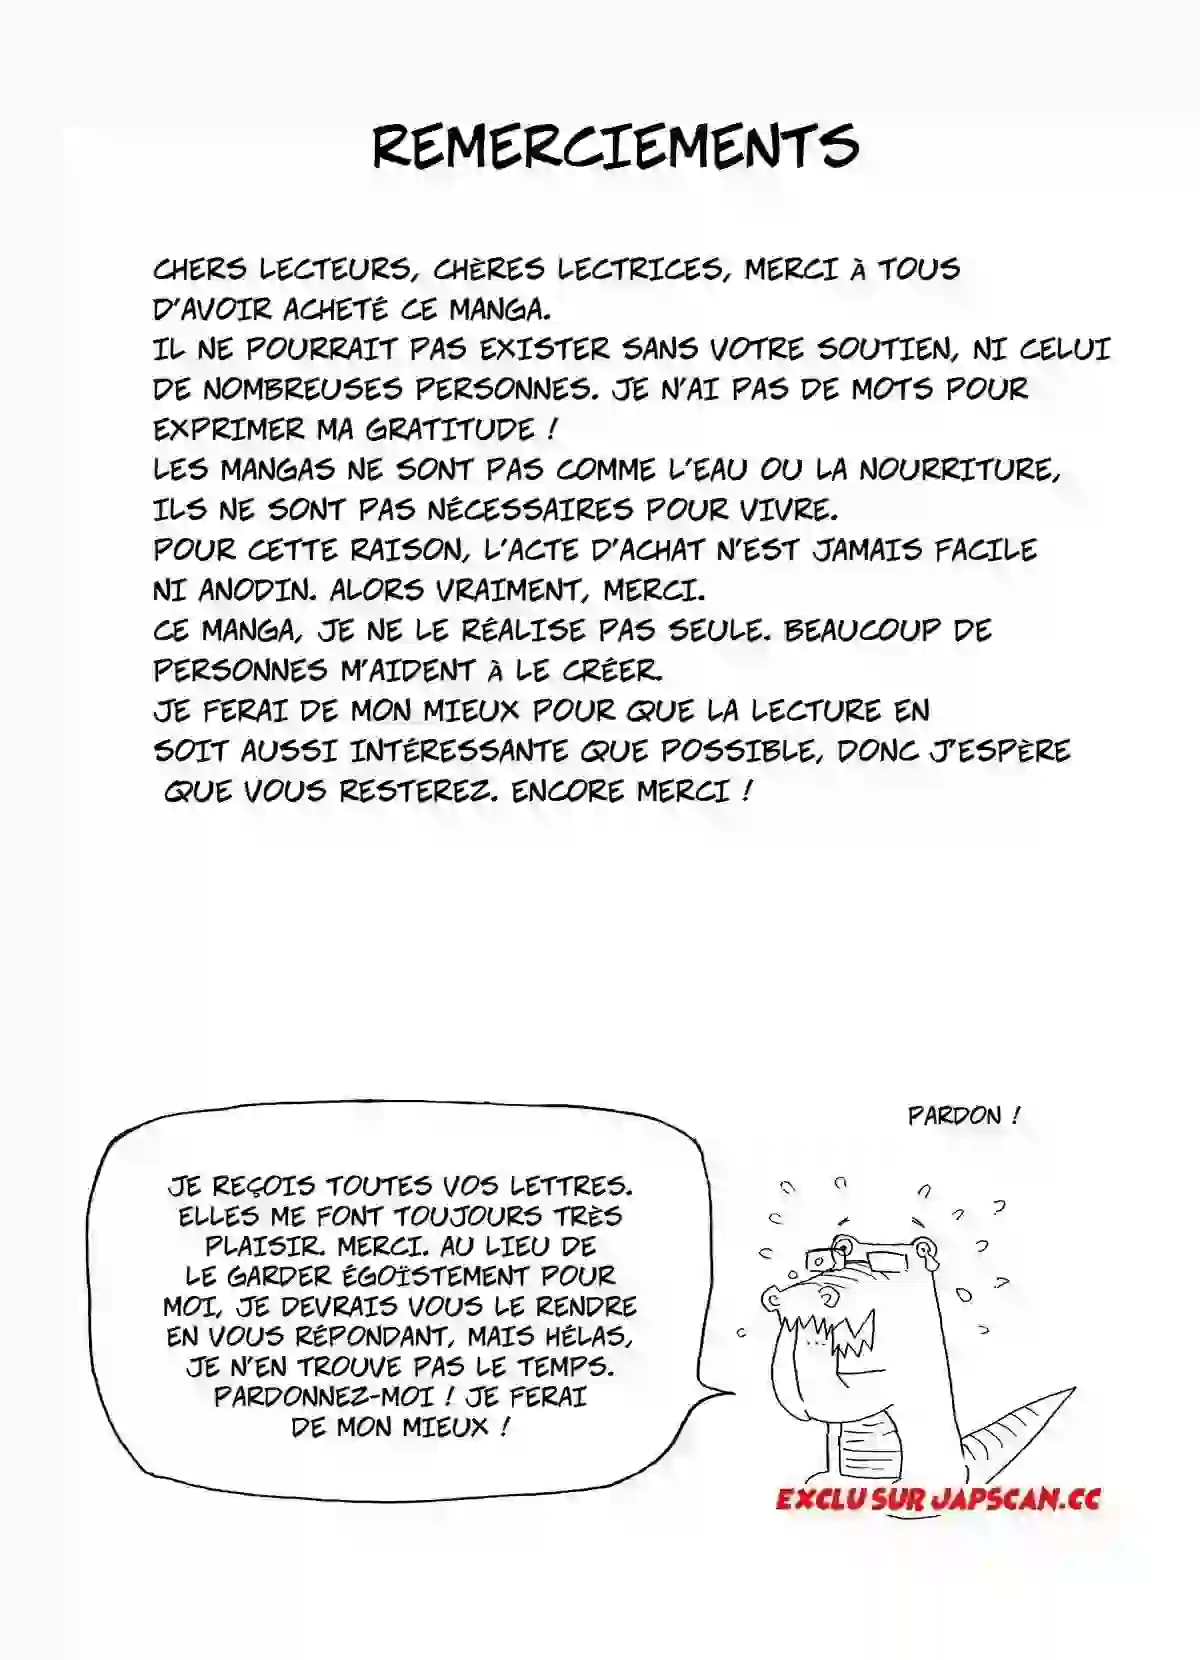 REMERCIEMENTS
CHERS LECTEURS, CHÈRES LECTRICES, MERCI À TOUS
D'AVOIR ACHETÉ CE MANGA.
IL NE POURRAIT PAS EXISTER SANS VOTRE SOUTIEN, NI CELUI
DE NOMBREUSES PERSONNES. JE N'AI PAS DE MOTS POUR
EXPRIMER MA GRATITUDE !
LES MANGAS NE SONT PAS COMME L'EAU OU LA NOURRITURE,
ILS NE SONT PAS NÉCESSAIRES POUR VIVRE.
POUR CETTE RAISON, L'ACTE D'ACHAT N'EST JAMAIS FACILE
NI ANODIN. ALORS VRAIMENT, MERCI.
CE MANGA, JE NE LE RÉALISE PAS SEULE. BEAUCOUP DE
PERSONNES M'AIDENT À LE CRÉER.
JE FERAI DE MON MIEUX POUR QUE LA LECTURE EN
SOIT AUSSI INTÉRESSANTE QUE POSSIBLE, DONC J'ESPÈRE
QUE VOUS RESTEREZ. ENCORE MERCI !
PARDON !
JE REÇOIS TOUTES VOS LETTRES.
ELLES ME FONT TOUJOURS TRÈS
PLAISIR. MERCI. AU LIEU DE
LE GARDER ÉGOÏSTEMENT POUR
MOI, JE DEVRAIS VOUS LE RENDRE
EN VOUS RÉPONDANT, MAIS HÉLAS,
JE N'EN TROUVE PAS LE TEMPS.
PARDONNEZ-MOI ! JE FERAI
DE MON MIEUX !
EXCLU SUR JAPSCAN.CC